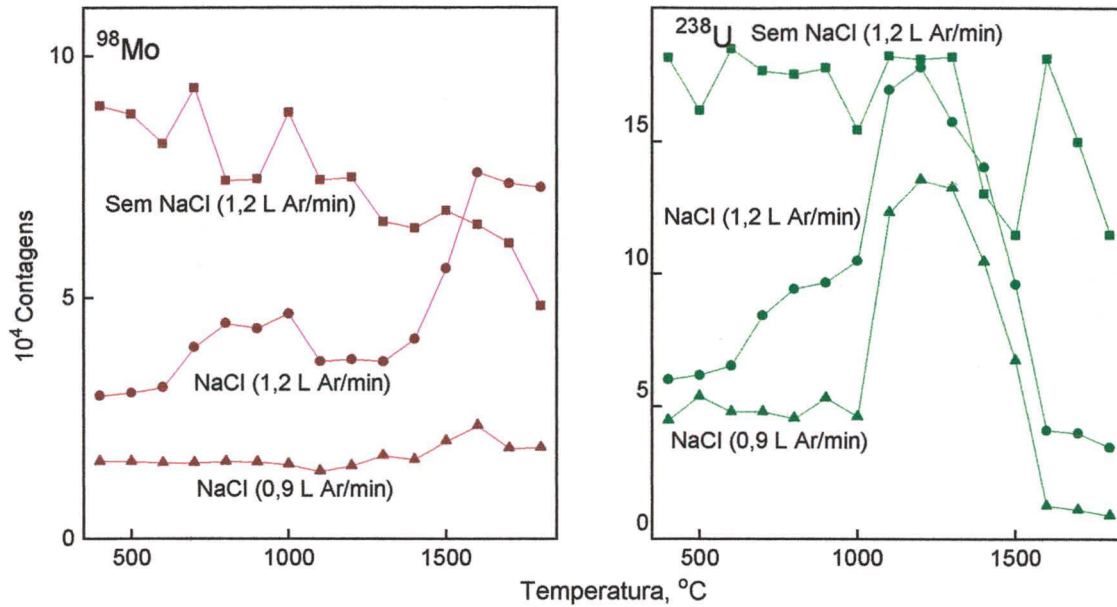 ⁹⁸Mo
Sem NaCl (1,2 L Ar/min)
NaCl (1,2 L Ar/min)
NaCl (0,9 L Ar/min)
10⁴ Contagens
10
5
0
500
1000
1500
²³⁸U
Sem NaCl (1,2 L Ar/min)
NaCl (1,2 L Ar/min)
NaCl (0,9 L Ar/min)
15
10
5
0
500
1000
1500
Temperatura, °C